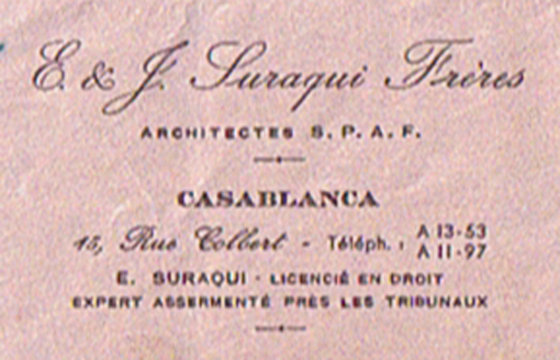 E. & J. Suraqui Frères
ARCHITECTES S.P.A.F.
CASABLANCA
15, Rue Colbert - Téléph. : A 13-53
A 11-97
E. SURAQUI - LICENCIÉ EN DROIT
EXPERT ASSERMENTÉ PRÈS LES TRIBUNAUX